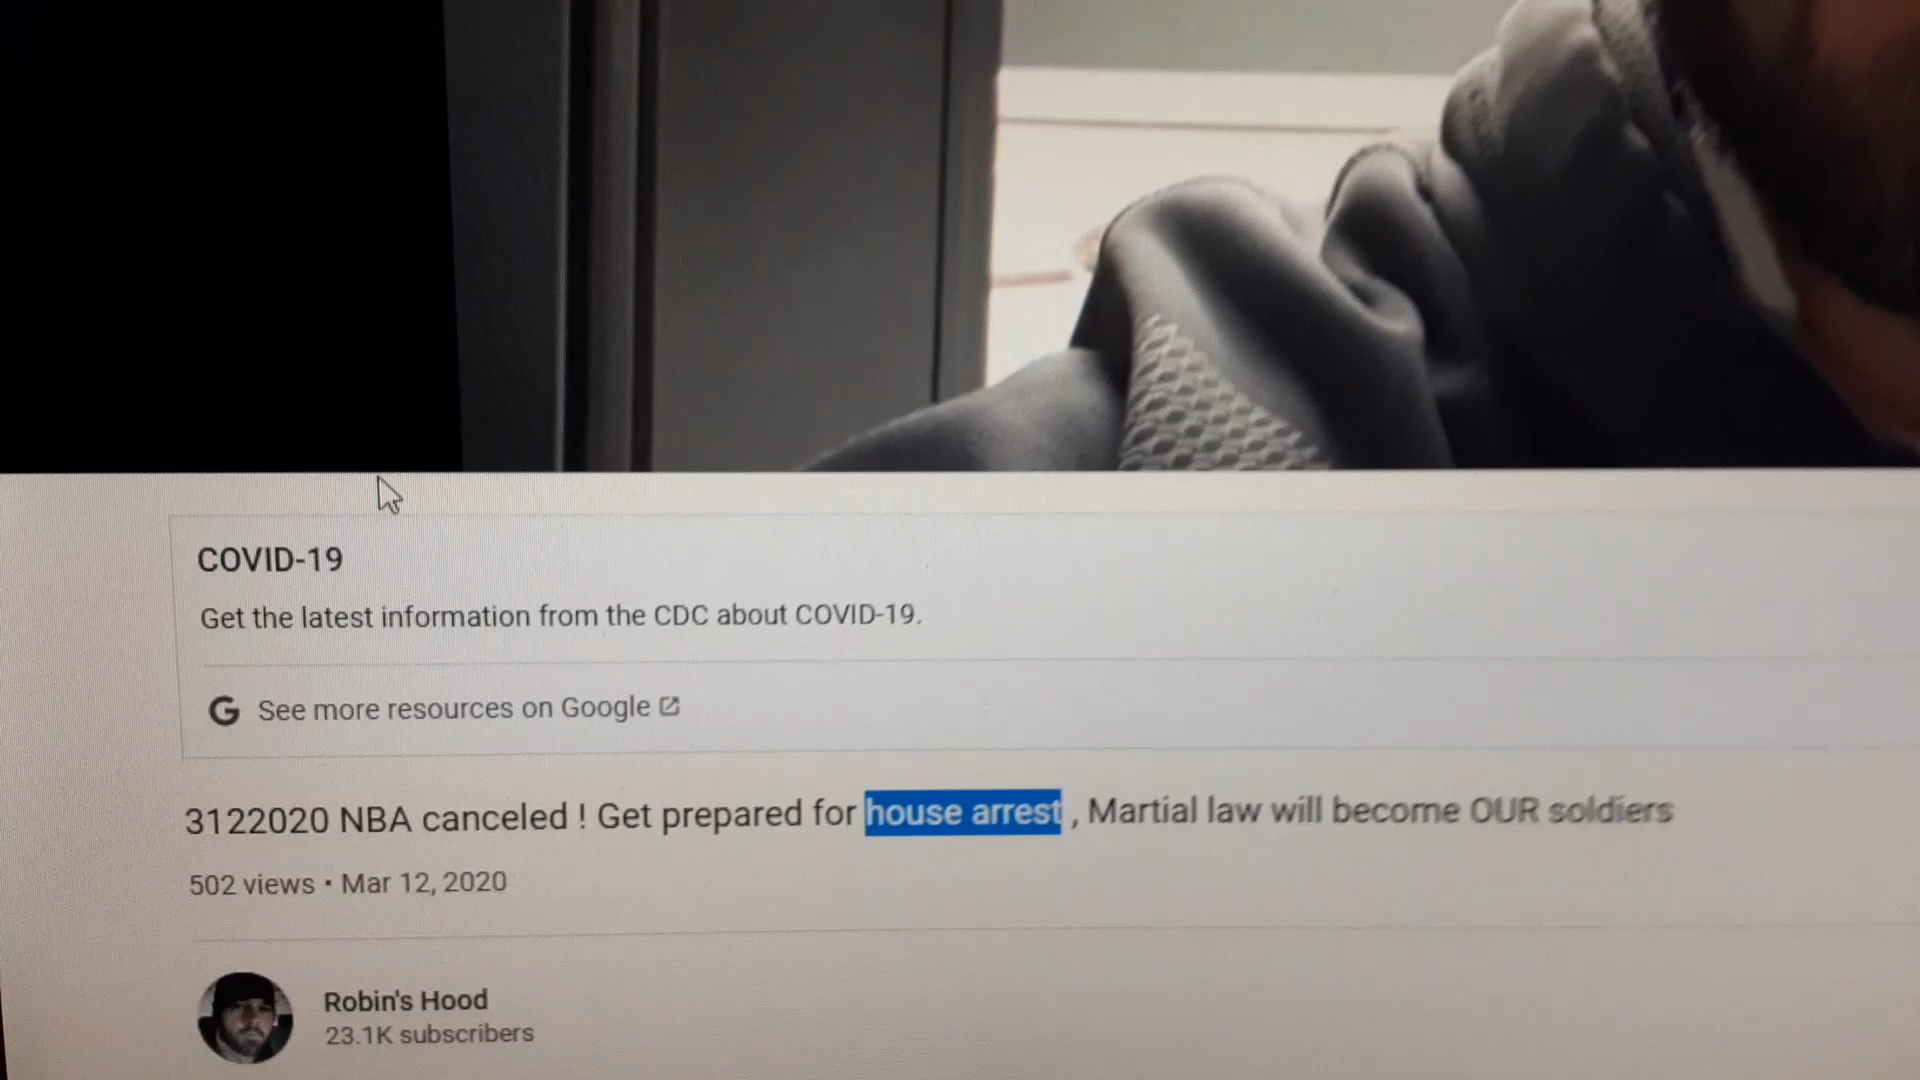 COVID-19
Get the latest information from the CDC about COVID-19.
G See more resources on Google
3122020 NBA canceled ! Get prepared for house arrest , Martial law will become OUR soldiers
502 views • Mar 12, 2020
Robin's Hood
23.1K subscribers